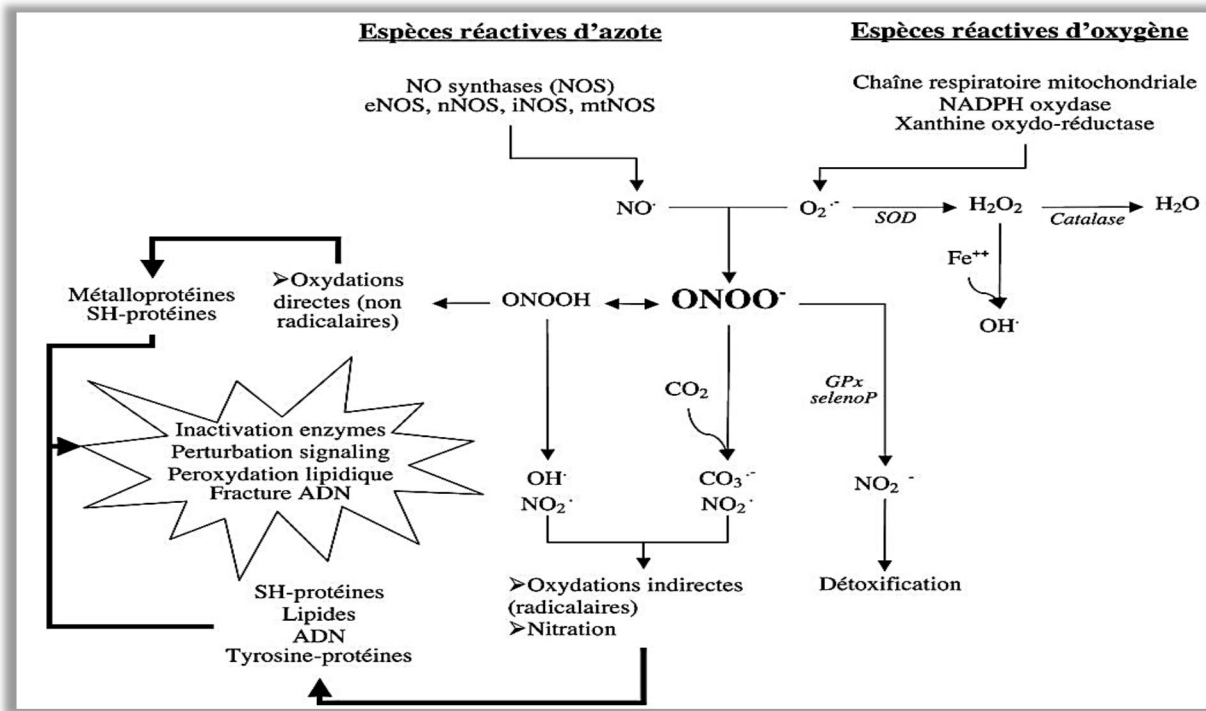 Espèces réactives d'azote
Espèces réactives d'oxygène
NO synthases (NOS)
eNOS, nNOS, iNOS, mtNOS
Chaîne respiratoire mitochondriale
NADPH oxydase
Xanthine oxydo-réductase
NO·
O₂·⁻
SOD
H₂O₂
Catalase
H₂O
Fe⁺⁺
OH·
Métalloprotéines
SH-protéines
➢Oxydations
directes (non
radicalaires)
ONOOH
ONOO⁻
CO₂
GPx
selenoP
Inactivation enzymes
Perturbation signaling
Peroxydation lipidique
Fracture ADN
OH·
NO₂·
CO₃·⁻
NO₂·
NO₂⁻
SH-protéines
Lipides
ADN
Tyrosine-protéines
➢Oxydations indirectes
(radicalaires)
➢Nitration
Détoxification